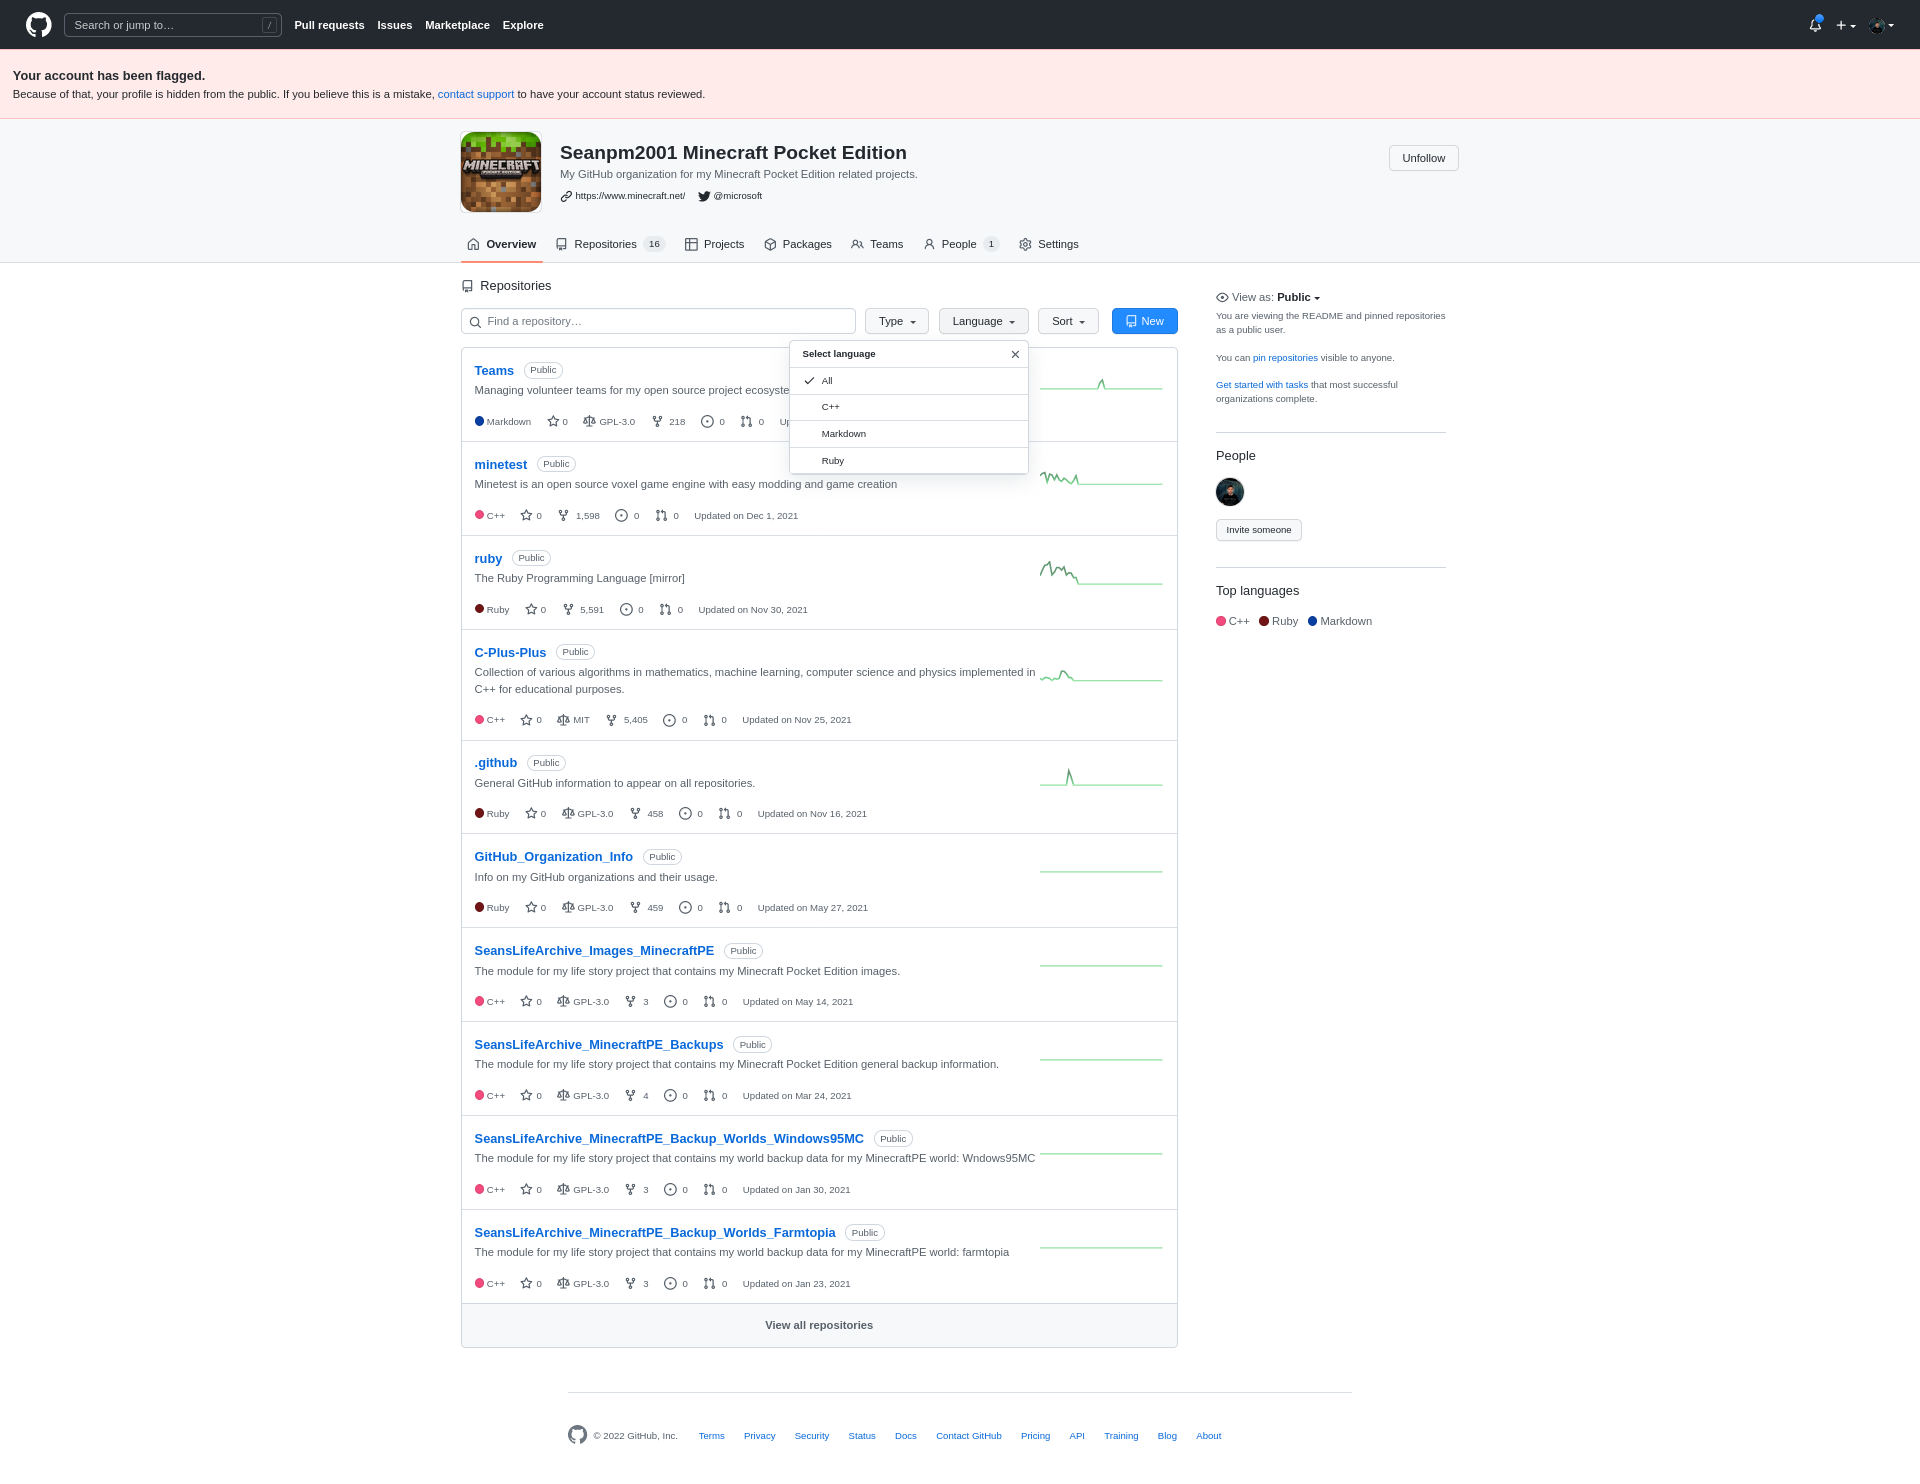 Search or jump to… /
Pull requests Issues Marketplace Explore
Your account has been flagged.
Because of that, your profile is hidden from the public. If you believe this is a mistake, contact support to have your account status reviewed.
MINECRAFT
POCKET EDITION
Seanpm2001 Minecraft Pocket Edition
My GitHub organization for my Minecraft Pocket Edition related projects.
https://www.minecraft.net/ @microsoft
Unfollow
Overview Repositories 16 Projects Packages Teams People 1 Settings
Repositories
Find a repository… Type Language Sort New
Select language
All
C++
Markdown
Ruby
Teams Public
Managing volunteer teams for my open source project ecosyste
Markdown 0 GPL-3.0 218 0 0 Up
minetest Public
Minetest is an open source voxel game engine with easy modding and game creation
C++ 0 1,598 0 0 Updated on Dec 1, 2021
ruby Public
The Ruby Programming Language [mirror]
Ruby 0 5,591 0 0 Updated on Nov 30, 2021
C-Plus-Plus Public
Collection of various algorithms in mathematics, machine learning, computer science and physics implemented in
C++ for educational purposes.
C++ 0 MIT 5,405 0 0 Updated on Nov 25, 2021
.github Public
General GitHub information to appear on all repositories.
Ruby 0 GPL-3.0 458 0 0 Updated on Nov 16, 2021
GitHub_Organization_Info Public
Info on my GitHub organizations and their usage.
Ruby 0 GPL-3.0 459 0 0 Updated on May 27, 2021
SeansLifeArchive_Images_MinecraftPE Public
The module for my life story project that contains my Minecraft Pocket Edition images.
C++ 0 GPL-3.0 3 0 0 Updated on May 14, 2021
SeansLifeArchive_MinecraftPE_Backups Public
The module for my life story project that contains my Minecraft Pocket Edition general backup information.
C++ 0 GPL-3.0 4 0 0 Updated on Mar 24, 2021
SeansLifeArchive_MinecraftPE_Backup_Worlds_Windows95MC Public
The module for my life story project that contains my world backup data for my MinecraftPE world: Wndows95MC
C++ 0 GPL-3.0 3 0 0 Updated on Jan 30, 2021
SeansLifeArchive_MinecraftPE_Backup_Worlds_Farmtopia Public
The module for my life story project that contains my world backup data for my MinecraftPE world: farmtopia
C++ 0 GPL-3.0 3 0 0 Updated on Jan 23, 2021
View all repositories
View as: Public
You are viewing the README and pinned repositories
as a public user.
You can pin repositories visible to anyone.
Get started with tasks that most successful
organizations complete.
People
Invite someone
Top languages
C++ Ruby Markdown
© 2022 GitHub, Inc. Terms Privacy Security Status Docs Contact GitHub Pricing API Training Blog About